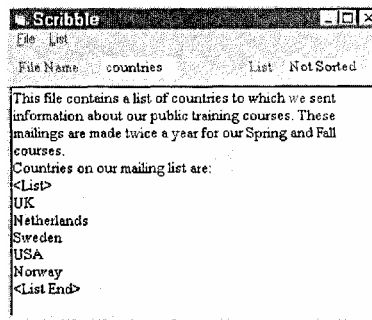 Scribble
File List
File Name countries List Not Sorted
This file contains a list of countries to which we sent
information about our public training courses. These
mailings are made twice a year for our Spring and Fall
courses.
Countries on our mailing list are:
<List>
UK
Netherlands
Sweden
USA
Norway
<List End>